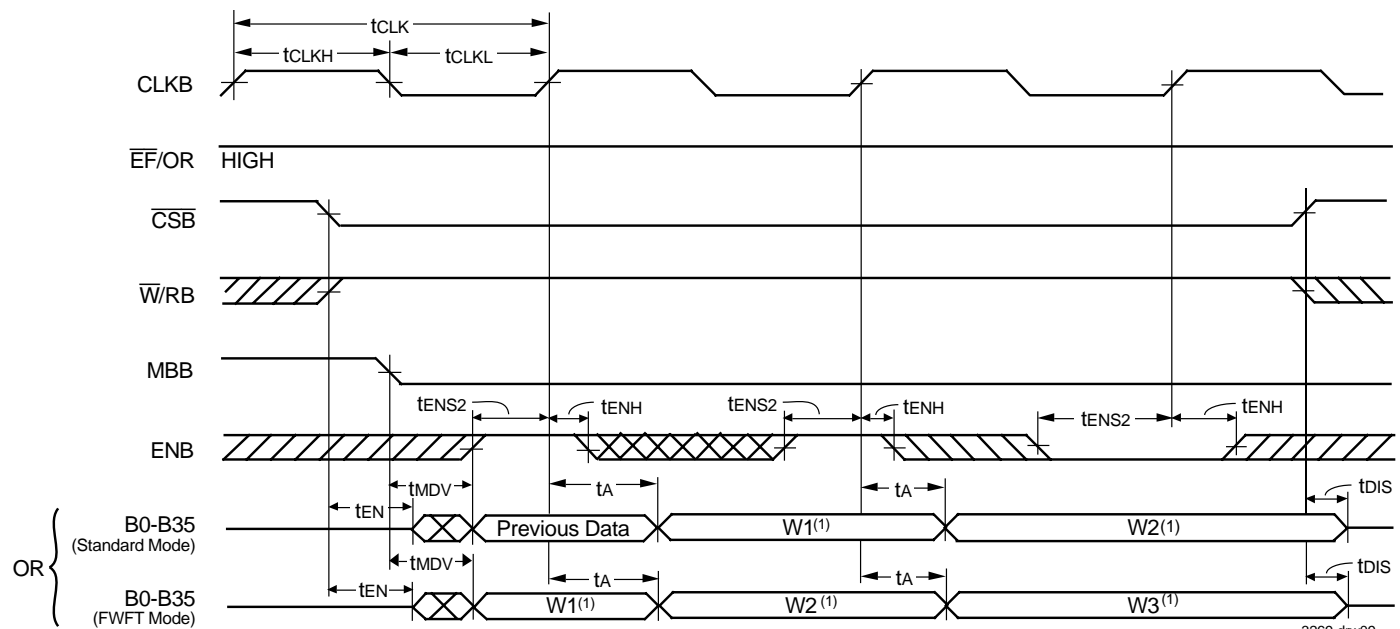 tCLK
tCLKH tCLKL
CLKB
EF/OR HIGH
CSB
W/RB
MBB
tENS2 tENH tENS2 tENH tENS2 tENH
ENB
tMDV tA tA tDIS
tEN
B0-B35 Previous Data W1(1) W2(1)
(Standard Mode)
OR
tMDV tA tA tDIS
tEN
B0-B35 W1(1) W2(1) W3(1)
(FWFT Mode)